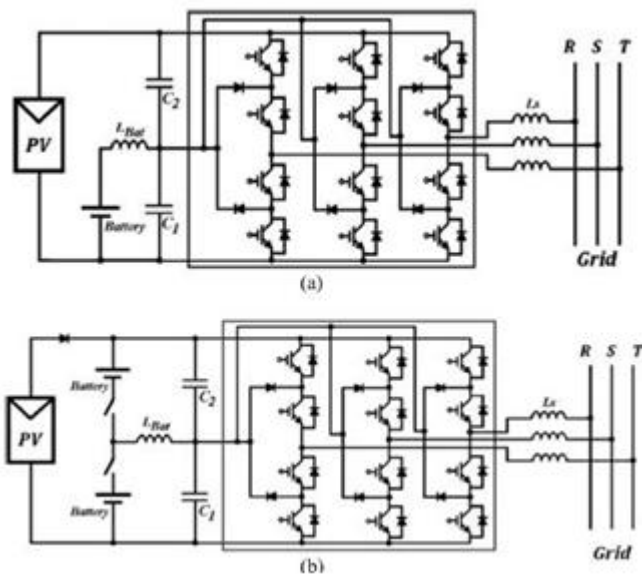 R S T
C2
Ls
LBat
PV
Battery
C1
Grid
(a)
R S T
Battery
C2
Ls
PV
LBat
Battery
C1
Grid
(b)